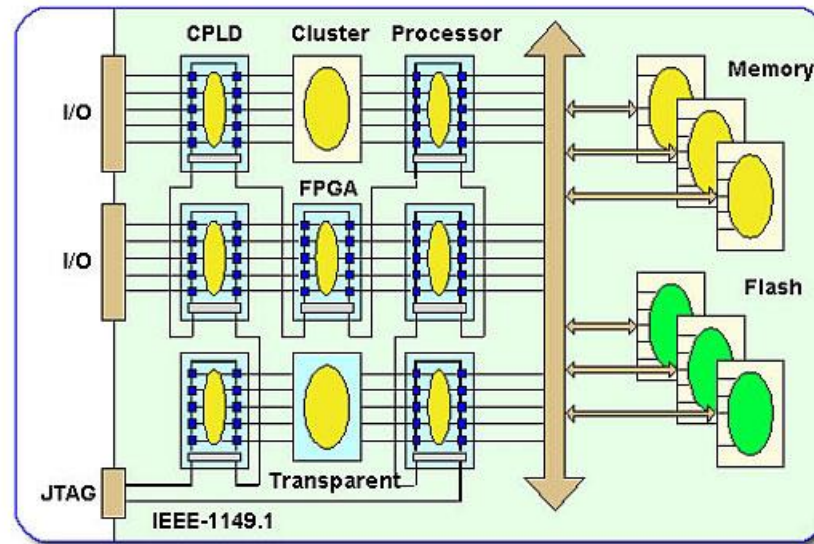 CPLD Cluster Processor
Memory
I/O
FPGA
I/O
Flash
Transparent
JTAG
IEEE-1149.1